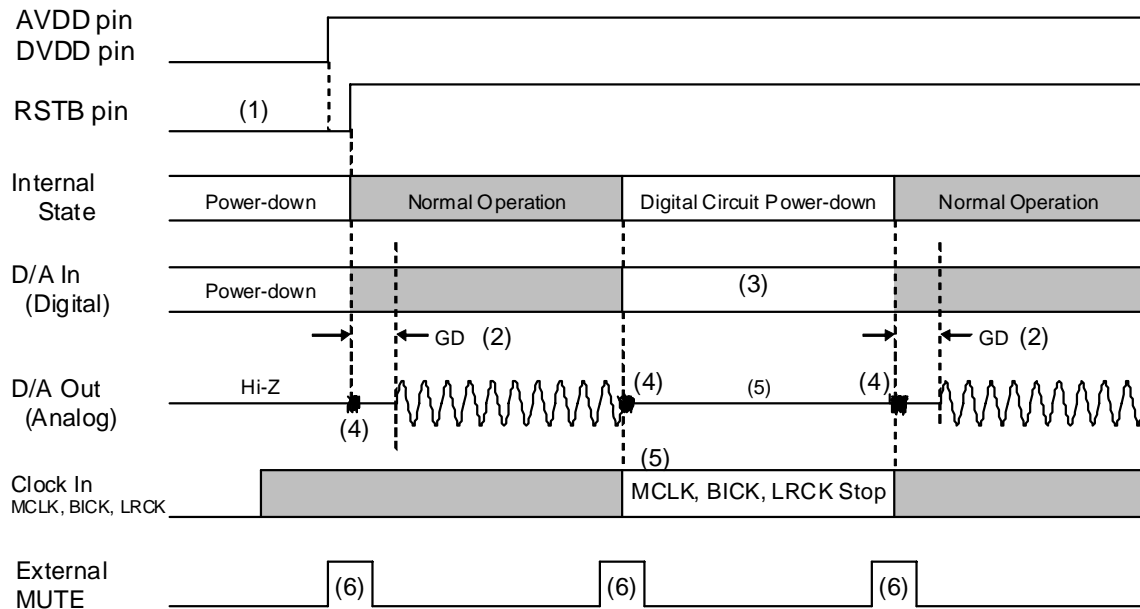 AVDD pin
DVDD pin
RSTB pin
(1)
Internal
State
Power-down
Normal Operation
Digital Circuit Power-down
Normal Operation
D/A In
(Digital)
Power-down
(3)
GD (2)
GD (2)
D/A Out
(Analog)
Hi-Z
(4)
(4)
(5)
(4)
Clock In
MCLK, BICK, LRCK
(5)
MCLK, BICK, LRCK Stop
External
MUTE
(6)
(6)
(6)